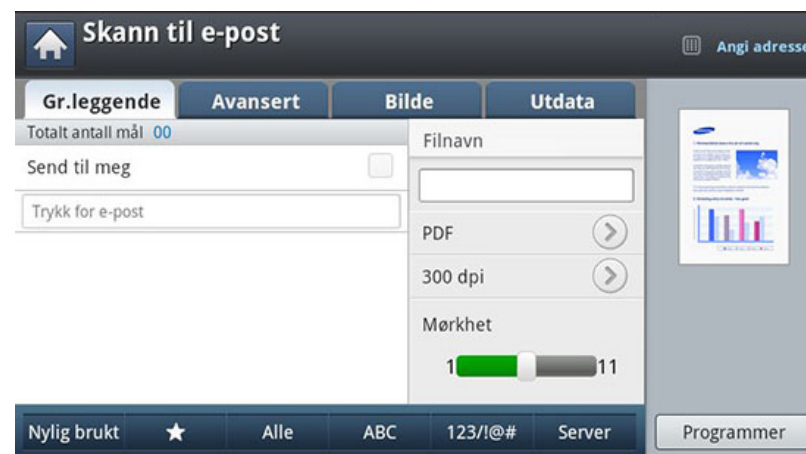 Skann til e-post
Angi adresse
Gr.leggende
Avansert
Bilde
Utdata
Totalt antall mål 00
Send til meg
Trykk for e-post
Filnavn
PDF
300 dpi
Mørkhet
1 11
Nylig brukt
Alle
ABC
123/!@#
Server
Programmer